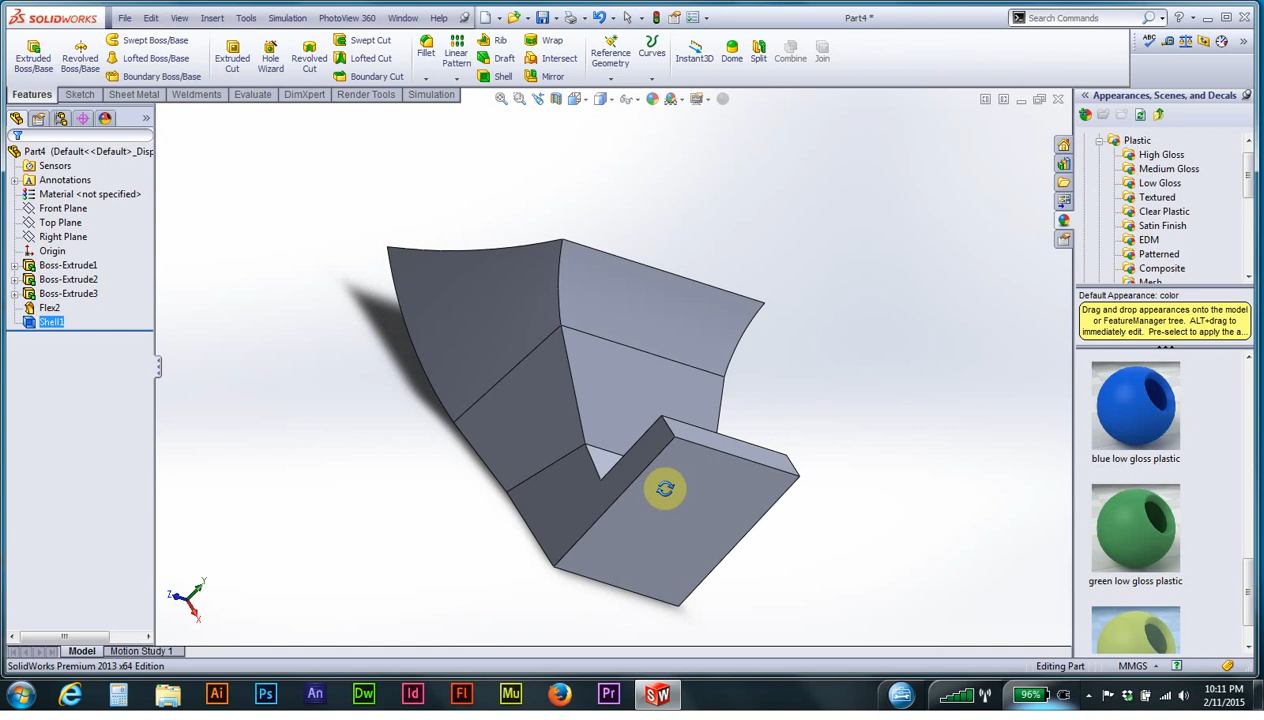 SOLIDWORKS File Edit View Insert Tools Simulation PhotoView 360 Window Help Part4 * Search Commands
Extruded Boss/Base Revolved Boss/Base Swept Boss/Base Lofted Boss/Base Boundary Boss/Base Extruded Cut Hole Wizard Revolved Cut Swept Cut Lofted Cut Boundary Cut Fillet Linear Pattern Rib Draft Shell Wrap Intersect Mirror Reference Geometry Curves Instant3D Dome Split Combine Join ABC
Features Sketch Sheet Metal Weldments Evaluate DimXpert Render Tools Simulation
Part4 (Default<<Default>_Disp
Sensors
Annotations
Material <not specified>
Front Plane
Top Plane
Right Plane
Origin
Boss-Extrude1
Boss-Extrude2
Boss-Extrude3
Flex2
Shell1
Y
Z
X
Appearances, Scenes, and Decals
Plastic
High Gloss
Medium Gloss
Low Gloss
Textured
Clear Plastic
Satin Finish
EDM
Patterned
Composite
Mech
Default Appearance: color
Drag and drop appearances onto the model
or FeatureManager tree. ALT+drag to
immediately edit. Pre-select to apply the a...
blue low gloss plastic
green low gloss plastic
Model Motion Study 1
SolidWorks Premium 2013 x64 Edition Editing Part MMGS
Ai Ps An Dw Id Fl Mu Pr SW 96% 10:11 PM
2/11/2015